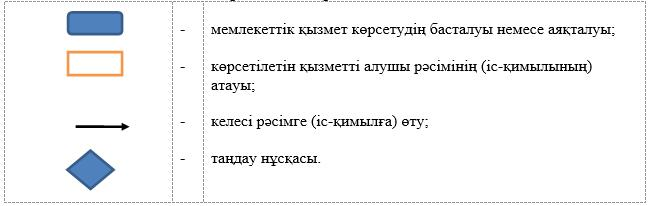 - мемлекеттік қызмет көрсетудің басталуы немесе аяқталуы;
- көрсетілетін қызметті алушы рәсімінің (іс-қимылының)
атауы;
- келесі рәсімге (іс-қимылға) өту;
- таңдау нұсқасы.